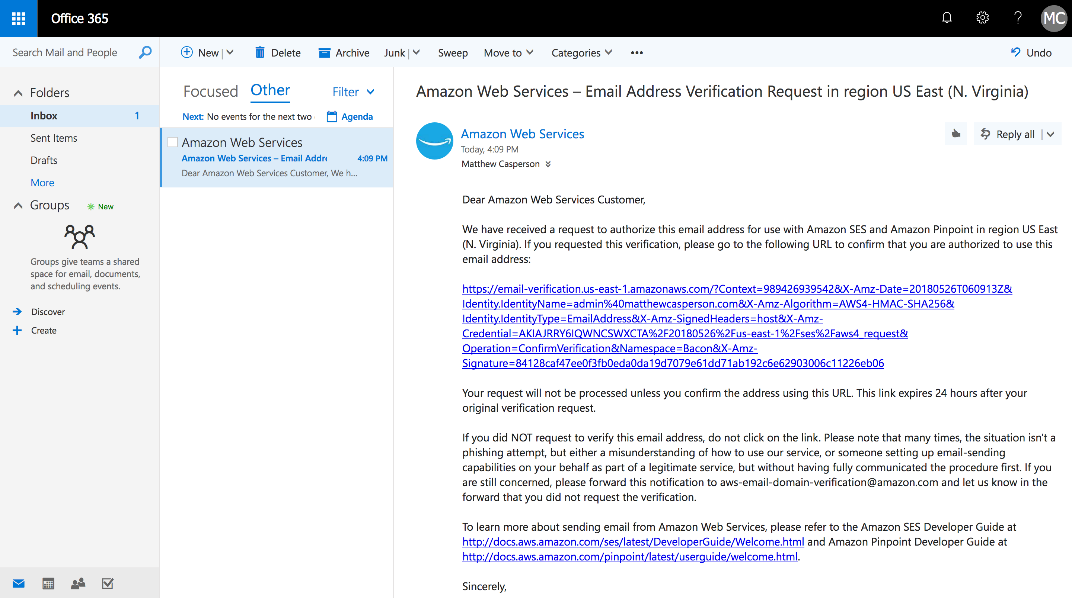 Office 365
MC
Search Mail and People
New
Delete
Archive
Junk
Sweep
Move to
Categories
•••
Undo
Folders
Inbox 1
Sent Items
Drafts
More
Groups New
Groups give teams a shared
space for email, documents,
and scheduling events.
Discover
Create
Focused Other Filter
Next: No events for the next two Agenda
Amazon Web Services
Amazon Web Services – Email Addre 4:09 PM
Dear Amazon Web Services Customer, We h...
Amazon Web Services – Email Address Verification Request in region US East (N. Virginia)
Amazon Web Services
Today, 4:09 PM
Matthew Casperson
Reply all
Dear Amazon Web Services Customer,
We have received a request to authorize this email address for use with Amazon SES and Amazon Pinpoint in region US East
(N. Virginia). If you requested this verification, please go to the following URL to confirm that you are authorized to use this
email address:
https://email-verification.us-east-1.amazonaws.com/?Context=989426939542&X-Amz-Date=20180526T060913Z&
Identity.IdentityName=admin%40matthewcasperson.com&X-Amz-Algorithm=AWS4-HMAC-SHA256&
Identity.IdentityType=EmailAddress&X-Amz-SignedHeaders=host&X-Amz-
Credential=AKIAJRRY6IQWNCSWXCTA%2F20180526%2Fus-east-1%2Fses%2Faws4_request&
Operation=ConfirmVerification&Namespace=Bacon&X-Amz-
Signature=84128caf47ee0f3fb0eda0da19d7079e61dd71ab192c6e62903006c11226eb06
Your request will not be processed unless you confirm the address using this URL. This link expires 24 hours after your
original verification request.
If you did NOT request to verify this email address, do not click on the link. Please note that many times, the situation isn't a
phishing attempt, but either a misunderstanding of how to use our service, or someone setting up email-sending
capabilities on your behalf as part of a legitimate service, but without having fully communicated the procedure first. If you
are still concerned, please forward this notification to aws-email-domain-verification@amazon.com and let us know in the
forward that you did not request the verification.
To learn more about sending email from Amazon Web Services, please refer to the Amazon SES Developer Guide at
http://docs.aws.amazon.com/ses/latest/DeveloperGuide/Welcome.html and Amazon Pinpoint Developer Guide at
http://docs.aws.amazon.com/pinpoint/latest/userguide/welcome.html.
Sincerely,